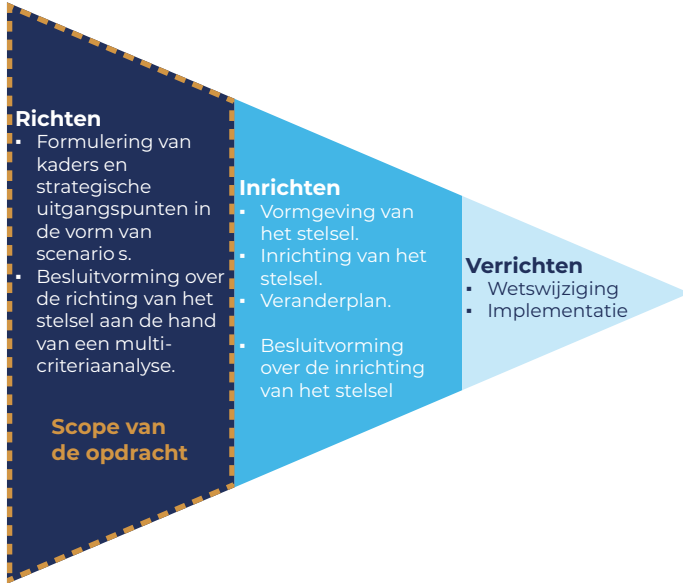 Richten
▪ Formulering van
kaders en
strategische
uitgangspunten in
de vorm van
scenario s.
▪ Besluitvorming over
de richting van het
stelsel aan de hand
van een multi-
criteriaanalyse.
Scope van
de opdracht
Inrichten
▪ Vormgeving van
het stelsel.
▪ Inrichting van het
stelsel.
▪ Veranderplan.
▪ Besluitvorming
over de inrichting
van het stelsel
Verrichten
▪ Wetswijziging
▪ Implementatie